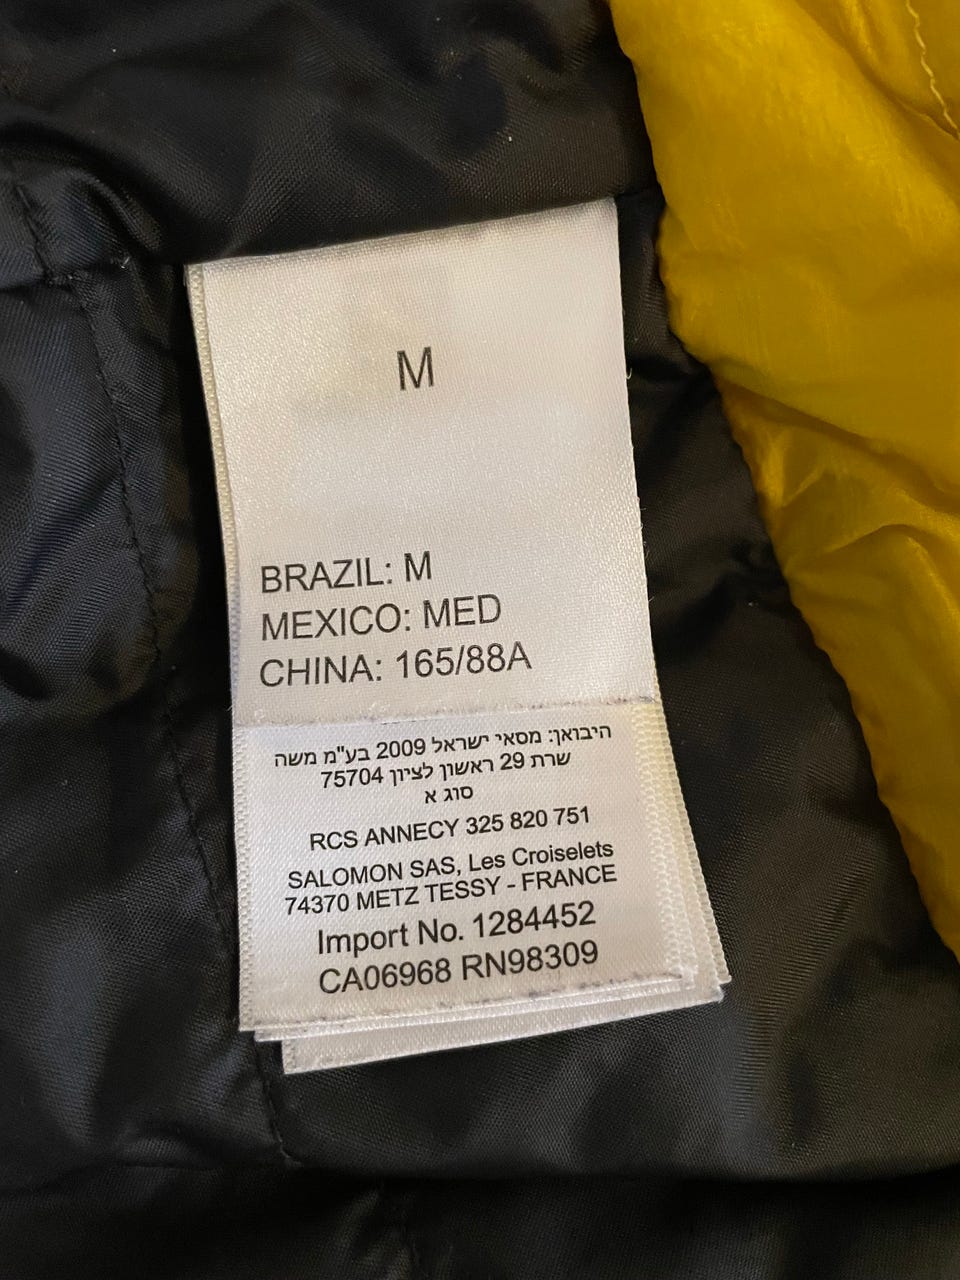 M
BRAZIL: M
MEXICO: MED
CHINA: 165/88A
היבואן: מסאי ישראל 2009 בע"מ משה
שרת 29 ראשון לציון 75704
סוג א
RCS ANNECY 325 820 751
SALOMON SAS, Les Croiselets
74370 METZ TESSY - FRANCE
Import No. 1284452
CA06968 RN98309